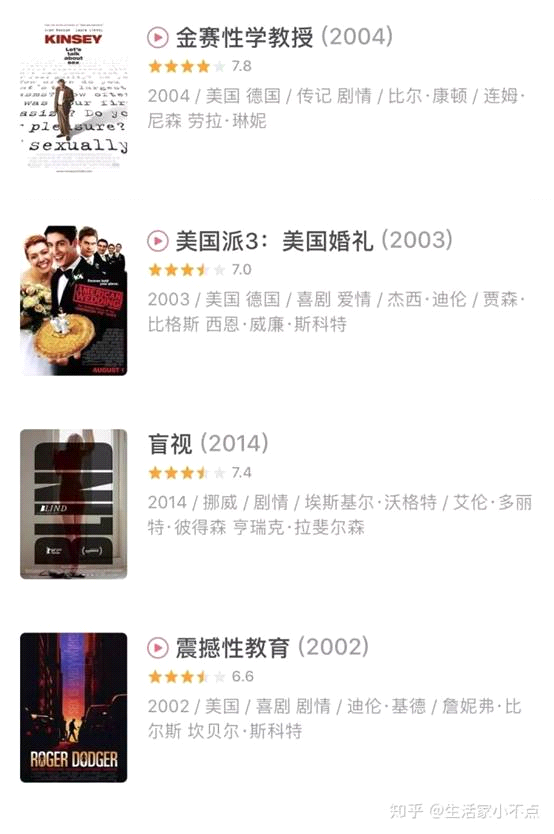 KINSEY
Let's
talk
about
sex
金赛性学教授 (2004)
7.8
2004 / 美国 德国 / 传记 剧情 / 比尔·康顿 / 连姆·
尼森 劳拉·琳妮
美国派3：美国婚礼 (2003)
7.0
2003 / 美国 德国 / 喜剧 爱情 / 杰西·迪伦 / 贾森·
比格斯 西恩·威廉·斯科特
AMERICAN
WEDDING
AUGUST 1
盲视 (2014)
7.4
2014 / 挪威 / 剧情 / 埃斯基尔·沃格特 / 艾伦·多丽
特·彼得森 亨瑞克·拉斐尔森
BLIND
BLIND
震撼性教育 (2002)
6.6
2002 / 美国 / 喜剧 剧情 / 迪伦·基德 / 詹妮弗·比
尔斯 坎贝尔·斯科特
ROGER DODGER
知乎 @生活家小不点